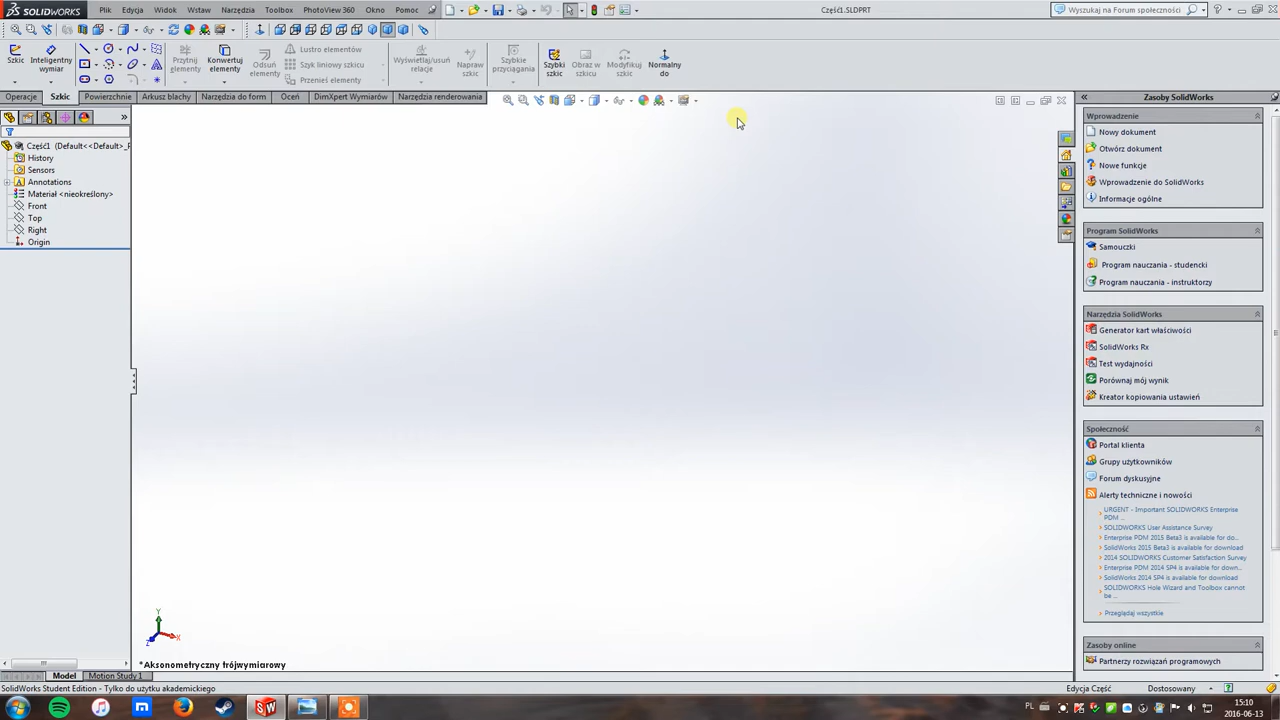 SOLIDWORKS Plik Edycja Widok Wstaw Narzędzia Toolbox PhotoView 360 Okno Pomoc Część1.SLDPRT Wyszukaj na Forum społeczności
Szkic
Inteligentny wymiar
Przytnij elementy
Konwertuj elementy
Odsuń elementy
Lustro elementów
Szyk liniowy szkicu
Przenieś elementy
Wyświetlaj/usuń relacje
Napraw szkic
Szybkie przyciągania
Szybki szkic
Obraz w szkicu
Modyfikuj szkic
Normalny do
Operacje Szkic Powierzchnie Arkusz blachy Narzędzia do form Oceń DimXpert Wymiarów Narzędzia renderowania
Część1 (Default<<Default>_F
History
Sensors
Annotations
Materiał <nieokreślony>
Front
Top
Right
Origin
Y
X
Z
*Aksonometryczny trójwymiarowy
Zasoby SolidWorks
Wprowadzenie
Nowy dokument
Otwórz dokument
Nowe funkcje
Wprowadzenie do SolidWorks
Informacje ogólne
Program SolidWorks
Samouczki
Program nauczania - studencki
Program nauczania - instruktorzy
Narzędzia SolidWorks
Generator kart właściwości
SolidWorks Rx
Test wydajności
Porównaj mój wynik
Kreator kopiowania ustawień
Społeczność
Portal klienta
Grupy użytkowników
Forum dyskusyjne
Alerty techniczne i nowości
URGENT - Important SOLIDWORKS Enterprise
PDM ...
SOLIDWORKS User Assistance Survey
Enterprise PDM 2015 Beta3 is available for do...
SolidWorks 2015 Beta3 is available for download
2014 SOLIDWORKS Customer Satisfaction Survey
Enterprise PDM 2014 SP4 is available for down...
SolidWorks 2014 SP4 is available for download
SOLIDWORKS Hole Wizard and Toolbox cannot
be ...
Przeglądaj wszystkie
Zasoby online
Partnerzy rozwiązań programowych
Model Motion Study 1
SolidWorks Student Edition - Tylko do użytku akademickiego Edycja Część Dostosowany
PL 15:10
2016-06-13